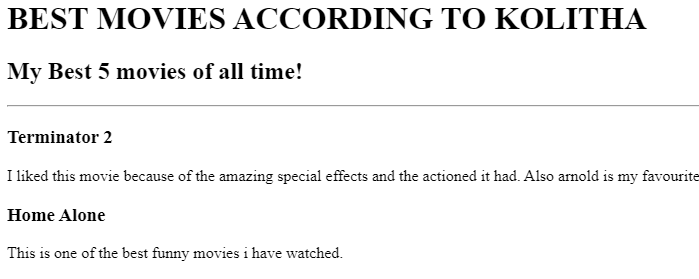 BEST MOVIES ACCORDING TO KOLITHA
My Best 5 movies of all time!
Terminator 2
I liked this movie because of the amazing special effects and the actioned it had. Also arnold is my favourite
Home Alone
This is one of the best funny movies i have watched.